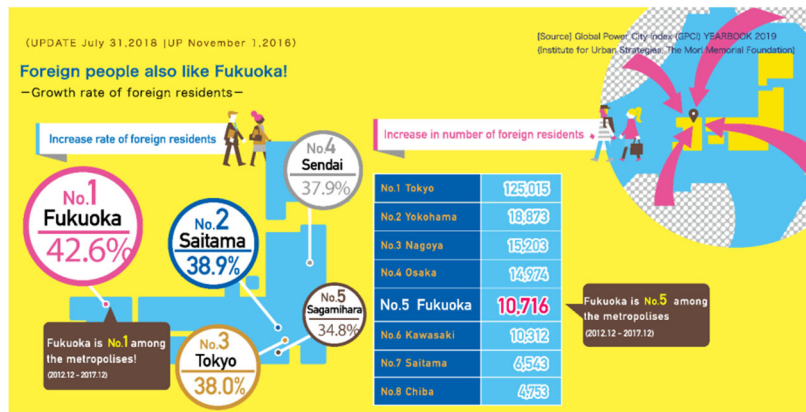 (UPDATE July 31,2018 |UP November 1,2016)
[Source] Global Power City Index (GPCI) YEARBOOK 2019
(Institute for Urban Strategies. The Mori Memorial Foundation)
Foreign people also like Fukuoka!
−Growth rate of foreign residents−
Increase rate of foreign residents
No.1
Fukuoka
42.6%
No.2
Saitama
38.9%
No.3
Tokyo
38.0%
No.4
Sendai
37.9%
No.5
Sagamihara
34.8%
Fukuoka is No.1 among
the metropolises!
(2012.12 - 2017.12)
Increase in number of foreign residents
No.1 Tokyo 125,015
No.2 Yokohama 18,873
No.3 Nagoya 15,203
No.4 Osaka 14,974
No.5 Fukuoka 10,716
No.6 Kawasaki 10,312
No.7 Saitama 6,543
No.8 Chiba 4,753
Fukuoka is No.5 among
the metropolises
(2012.12 - 2017.12)